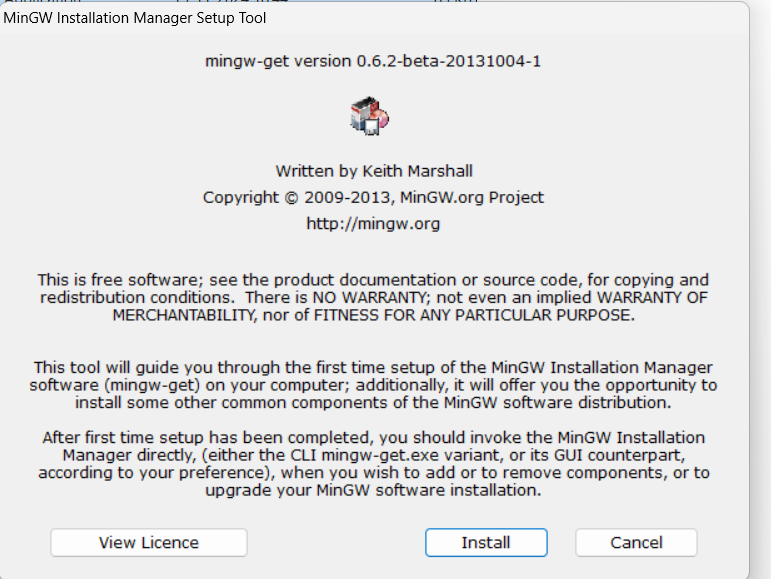 MinGW Installation Manager Setup Tool
mingw-get version 0.6.2-beta-20131004-1
Written by Keith Marshall
Copyright © 2009-2013, MinGW.org Project
http://mingw.org
This is free software; see the product documentation or source code, for copying and
redistribution conditions.  There is NO WARRANTY; not even an implied WARRANTY OF
MERCHANTABILITY, nor of FITNESS FOR ANY PARTICULAR PURPOSE.
This tool will guide you through the first time setup of the MinGW Installation Manager
software (mingw-get) on your computer; additionally, it will offer you the opportunity to
install some other common components of the MinGW software distribution.
After first time setup has been completed, you should invoke the MinGW Installation
Manager directly, (either the CLI mingw-get.exe variant, or its GUI counterpart,
according to your preference), when you wish to add or to remove components, or to
upgrade your MinGW software installation.
View Licence
Install
Cancel